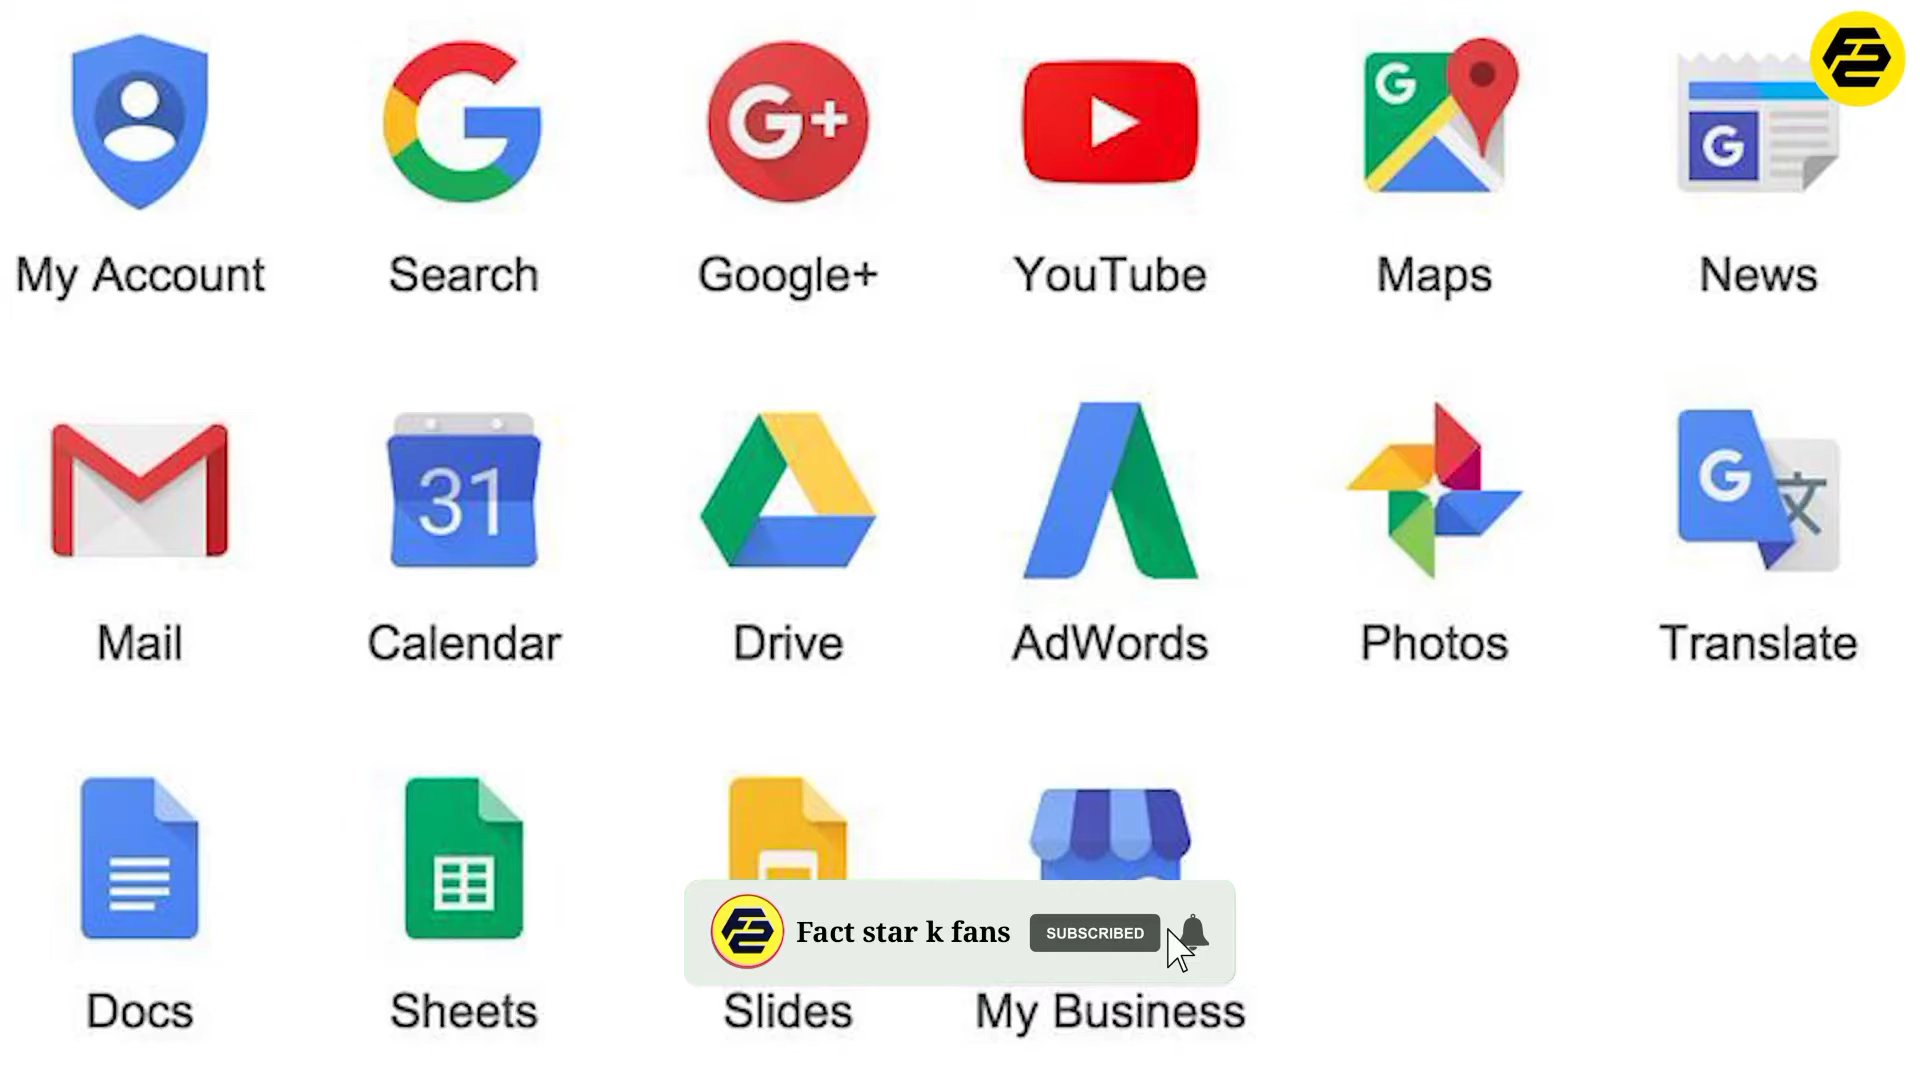 G
G+
G
G
My Account
Search
Google+
YouTube
Maps
News
31
G
文
Mail
Calendar
Drive
AdWords
Photos
Translate
Fact star k fans
SUBSCRIBED
Docs
Sheets
Slides
My Business